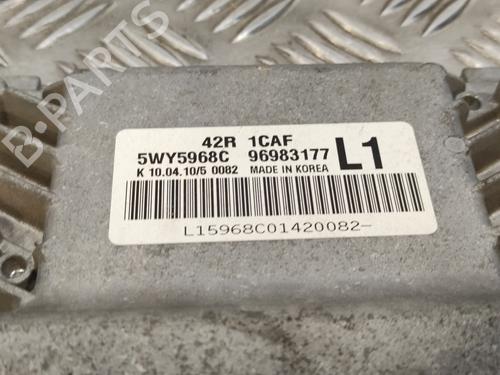 B-PARTS
42R 1CAF
5WY5968C 96983177 L1
K 10.04.10/5 0082 MADE IN KOREA
L15968C01420082-